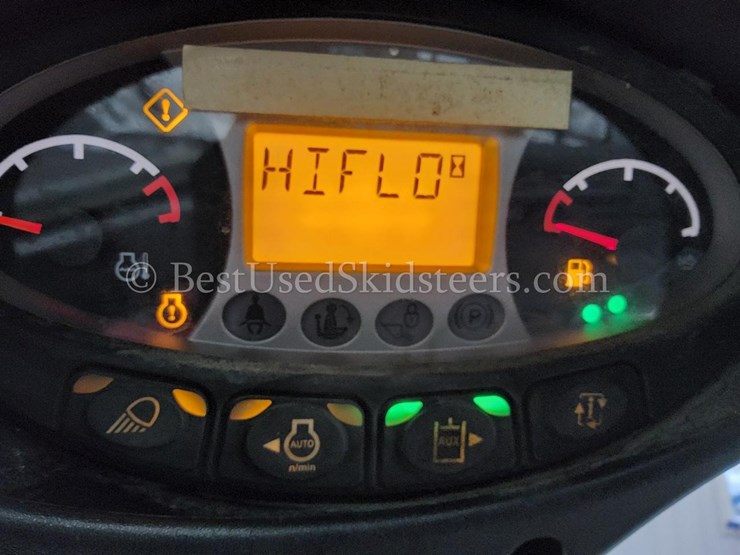 HIFLO
© BestUsedSkidsteers.com
P
AUTO
n/min
AUX